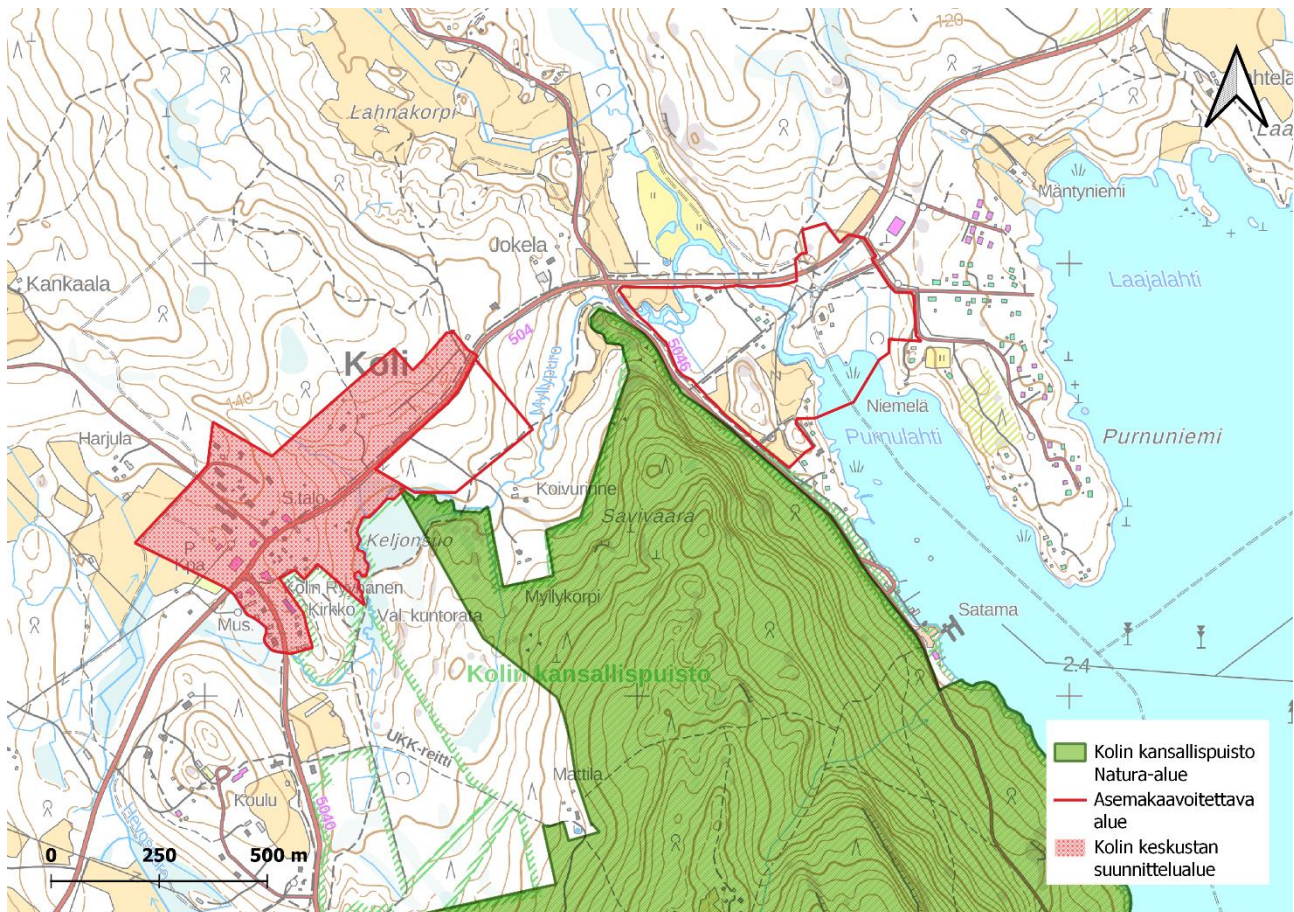 120
Lahnakorpi
Mäntyniemi
Jokela
Kankaala
Laajalahti
504
5046
Koli
Myllypuro
140
Harjula
Niemelä
Purnulahti
Purnuniemi
S.talo
Koivurinne
Savivaara
Keljonsuo
Kolin Ryynänen
Kirkko
Mus.
Val. kuntorata
Myllykorpi
Satama
2.4
Kolin kansallispuisto
UKK-reitti
Mattila
Koulu
5040
0 250 500 m
Kolin kansallispuisto
Natura-alue
Asemakaavoitettava
alue
Kolin keskustan
suunnittelualue